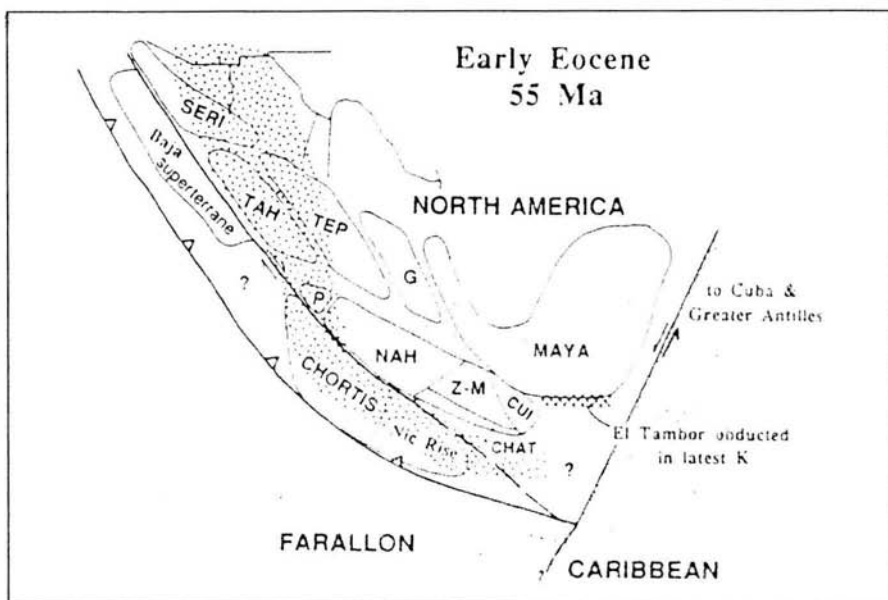 Early Eocene
55 Ma
SERI
Baja
Superterrane
TAH
TEP
NORTH AMERICA
G
?
P
to Cuba &
Greater Antilles
NAH
MAYA
CHORTIS
Z-M
CUI
Nic Rise
CHAT
?
El Tambor obducted
in latest K
FARALLON
CARIBBEAN